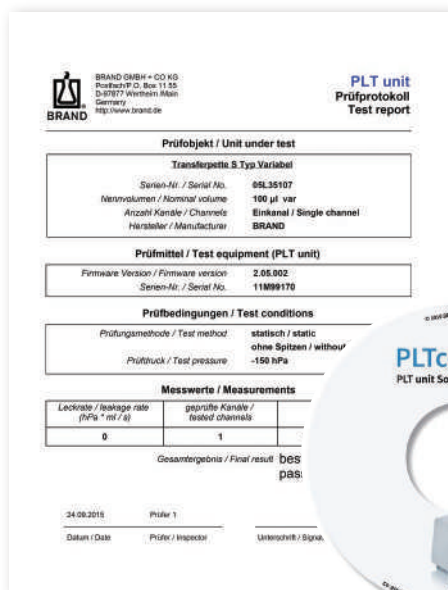 BRAND
BRAND GMBH + CO KG
Postfach/P.O. Box 11 55
D-97877 Wertheim /Main
Germany
http://www.brand.de
PLT unit
Prüfprotokoll
Test report
Prüfobjekt / Unit under test
Transferpette S Typ Variabel
Serien-Nr. / Serial No. 05L35107
Nennvolumen / Nominal volume 100 µl var
Anzahl Kanäle / Channels Einkanal / Single channel
Hersteller / Manufacturer BRAND
Prüfmittel / Test equipment (PLT unit)
Firmware Version / Firmware version 2.05.002
Serien-Nr. / Serial No. 11M99170
Prüfbedingungen / Test conditions
Prüfungsmethode / Test method statisch / static
ohne Spitzen / without
Prüfdruck / Test pressure -150 hPa
Messwerte / Measurements
Leckrate / leakage rate
(hPa * ml / s)
geprüfte Kanäle /
tested channels
0 1
Gesamtergebnis / Final result bes
pas
24.09.2015 Prüfer 1
Datum / Date Prüfer / Inspector Unterschrift / Signa
PLTc
PLT unit So